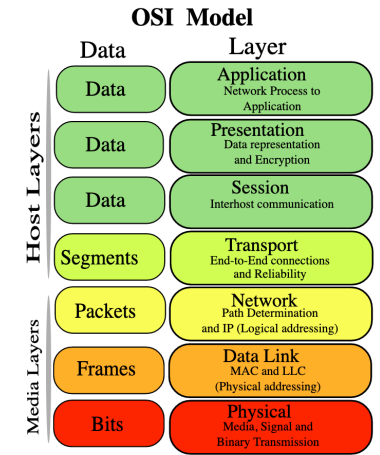 OSI Model
Data
Layer
Host Layers
Data
Application
Network Process to
Application
Data
Presentation
Data representation
and Encryption
Data
Session
Interhost communication
Segments
Transport
End-to-End connections
and Reliability
Media Layers
Packets
Network
Path Determination
and IP (Logical addressing)
Frames
Data Link
MAC and LLC
(Physical addressing)
Bits
Physical
Media, Signal and
Binary Transmission